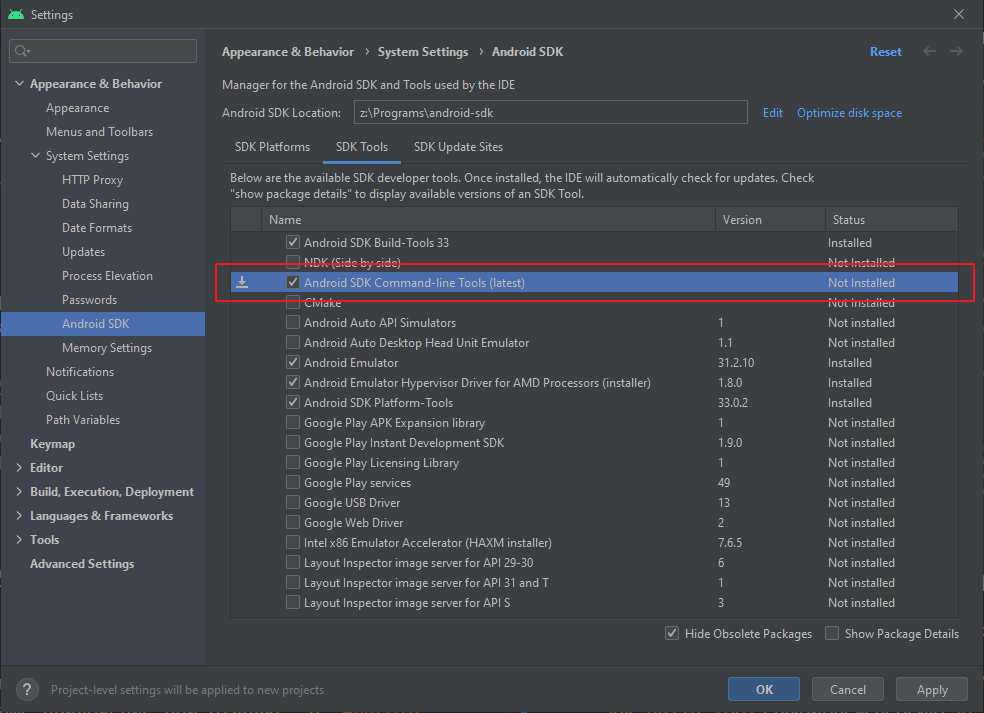 Settings
Appearance & Behavior › System Settings › Android SDK
Reset
Appearance & Behavior
Appearance
Menus and Toolbars
System Settings
HTTP Proxy
Data Sharing
Date Formats
Updates
Process Elevation
Passwords
Android SDK
Memory Settings
Notifications
Quick Lists
Path Variables
Keymap
Editor
Build, Execution, Deployment
Languages & Frameworks
Tools
Advanced Settings
Manager for the Android SDK and Tools used by the IDE
Android SDK Location: z:\Programs\android-sdk Edit Optimize disk space
SDK Platforms SDK Tools SDK Update Sites
Below are the available SDK developer tools. Once installed, the IDE will automatically check for updates. Check
"show package details" to display available versions of an SDK Tool.
Name Version Status
Android SDK Build-Tools 33 Installed
NDK (Side by side) Not installed
Android SDK Command-line Tools (latest) Not Installed
CMake Not installed
Android Auto API Simulators 1 Not installed
Android Auto Desktop Head Unit Emulator 1.1 Not installed
Android Emulator 31.2.10 Installed
Android Emulator Hypervisor Driver for AMD Processors (installer) 1.8.0 Installed
Android SDK Platform-Tools 33.0.2 Installed
Google Play APK Expansion library 1 Not installed
Google Play Instant Development SDK 1.9.0 Not installed
Google Play Licensing Library 1 Not installed
Google Play services 49 Not installed
Google USB Driver 13 Not installed
Google Web Driver 2 Not installed
Intel x86 Emulator Accelerator (HAXM installer) 7.6.5 Not installed
Layout Inspector image server for API 29-30 6 Not installed
Layout Inspector image server for API 31 and T 1 Not installed
Layout Inspector image server for API S 3 Not installed
Hide Obsolete Packages Show Package Details
? Project-level settings will be applied to new projects
OK Cancel Apply